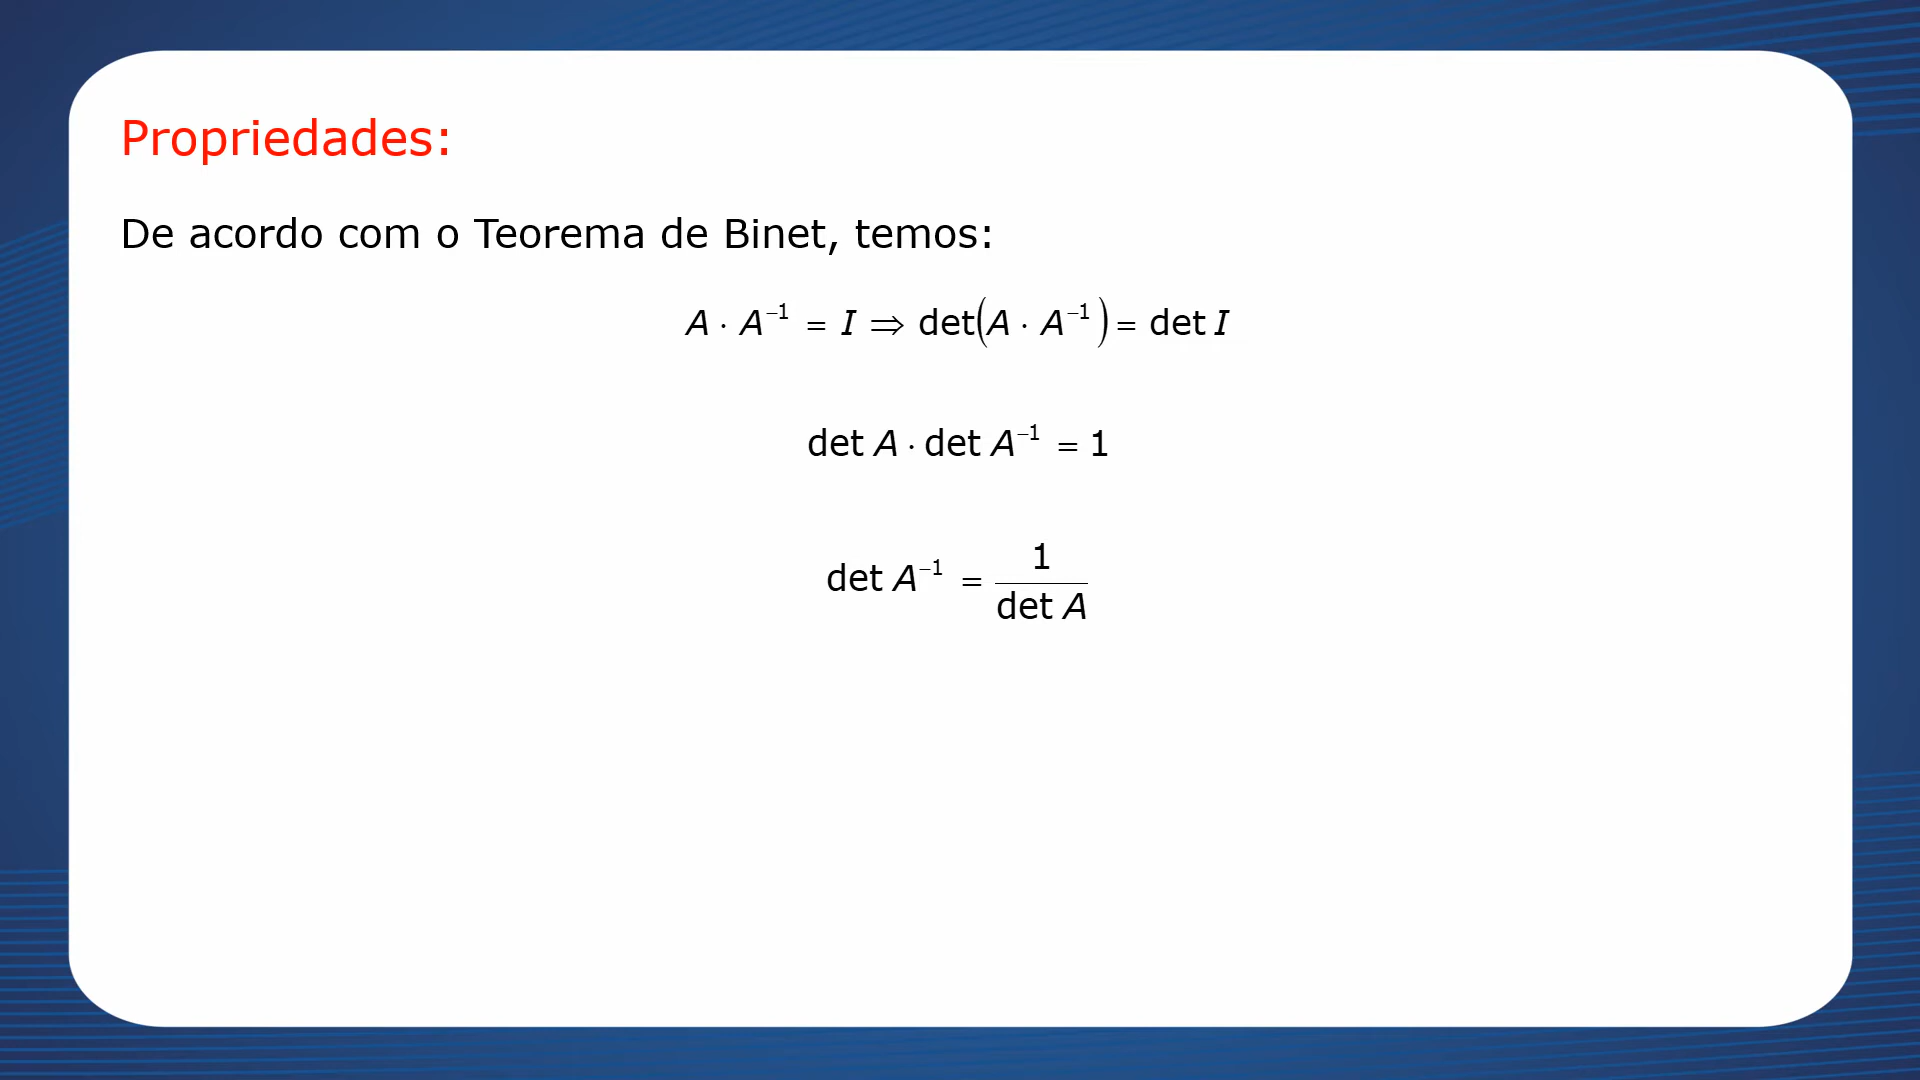 Propriedades:
De acordo com o Teorema de Binet, temos:
A · A⁻¹ = I ⇒ det(A · A⁻¹) = det I
det A · det A⁻¹ = 1
det A⁻¹ = 1 / det A